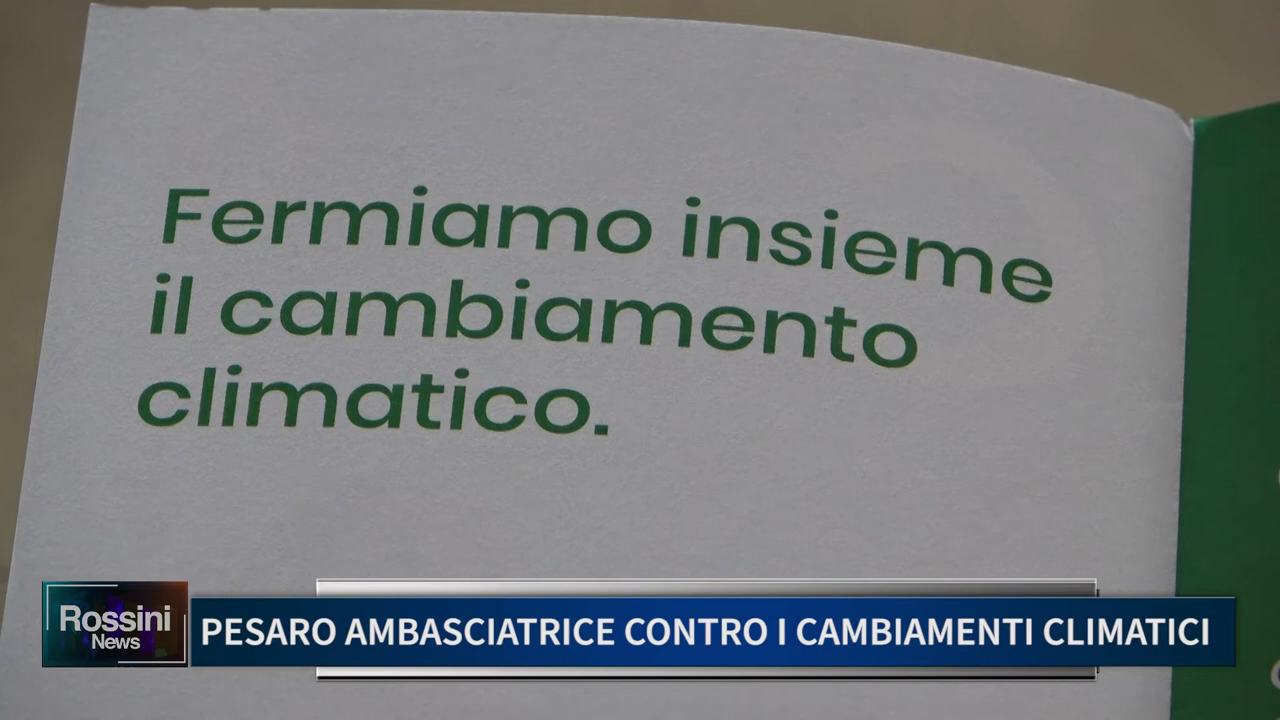 Fermiamo insieme
il cambiamento
climatico.
Rossini
News
PESARO AMBASCIATRICE CONTRO I CAMBIAMENTI CLIMATICI